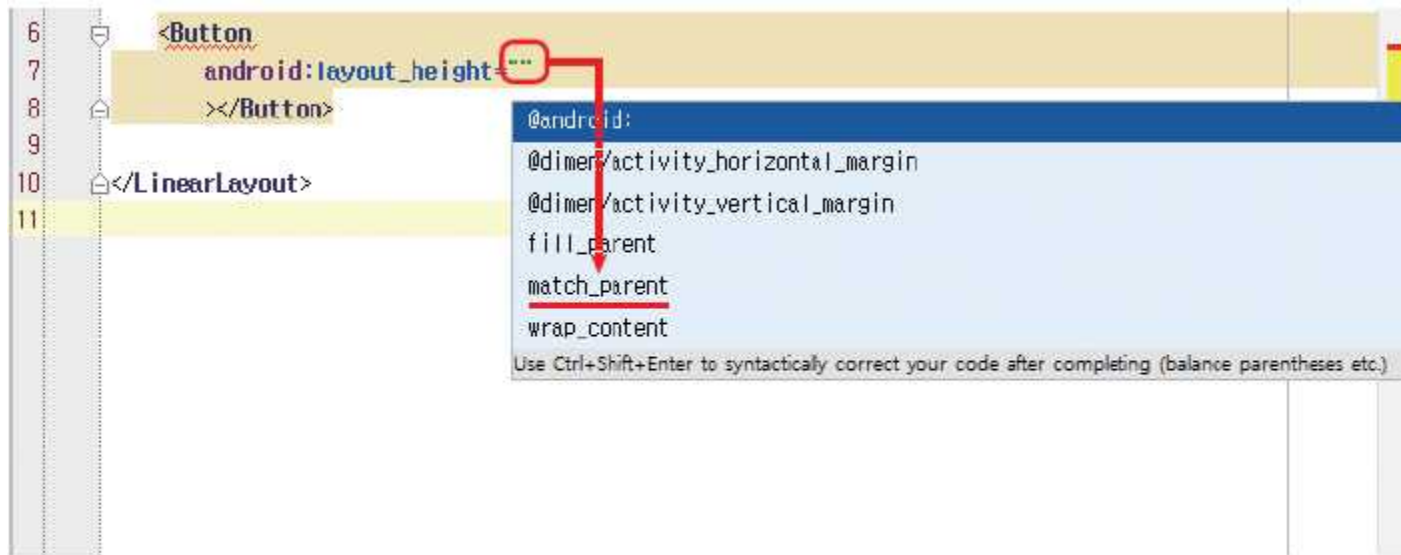 6 <Button
7 android:layout_height=""
8 ></Button>
9
10 </LinearLayout>
11
@android:
@dimen/activity_horizontal_margin
@dimen/activity_vertical_margin
fill_parent
match_parent
wrap_content
Use Ctrl+Shift+Enter to syntactically correct your code after completing (balance parentheses etc.)